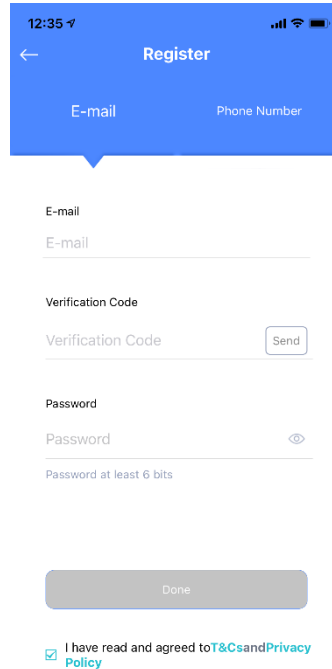 12:35
Register
E-mail Phone Number
E-mail
E-mail
Verification Code
Verification Code Send
Password
Password
Password at least 6 bits
Done
I have read and agreed toT&CsandPrivacy
Policy